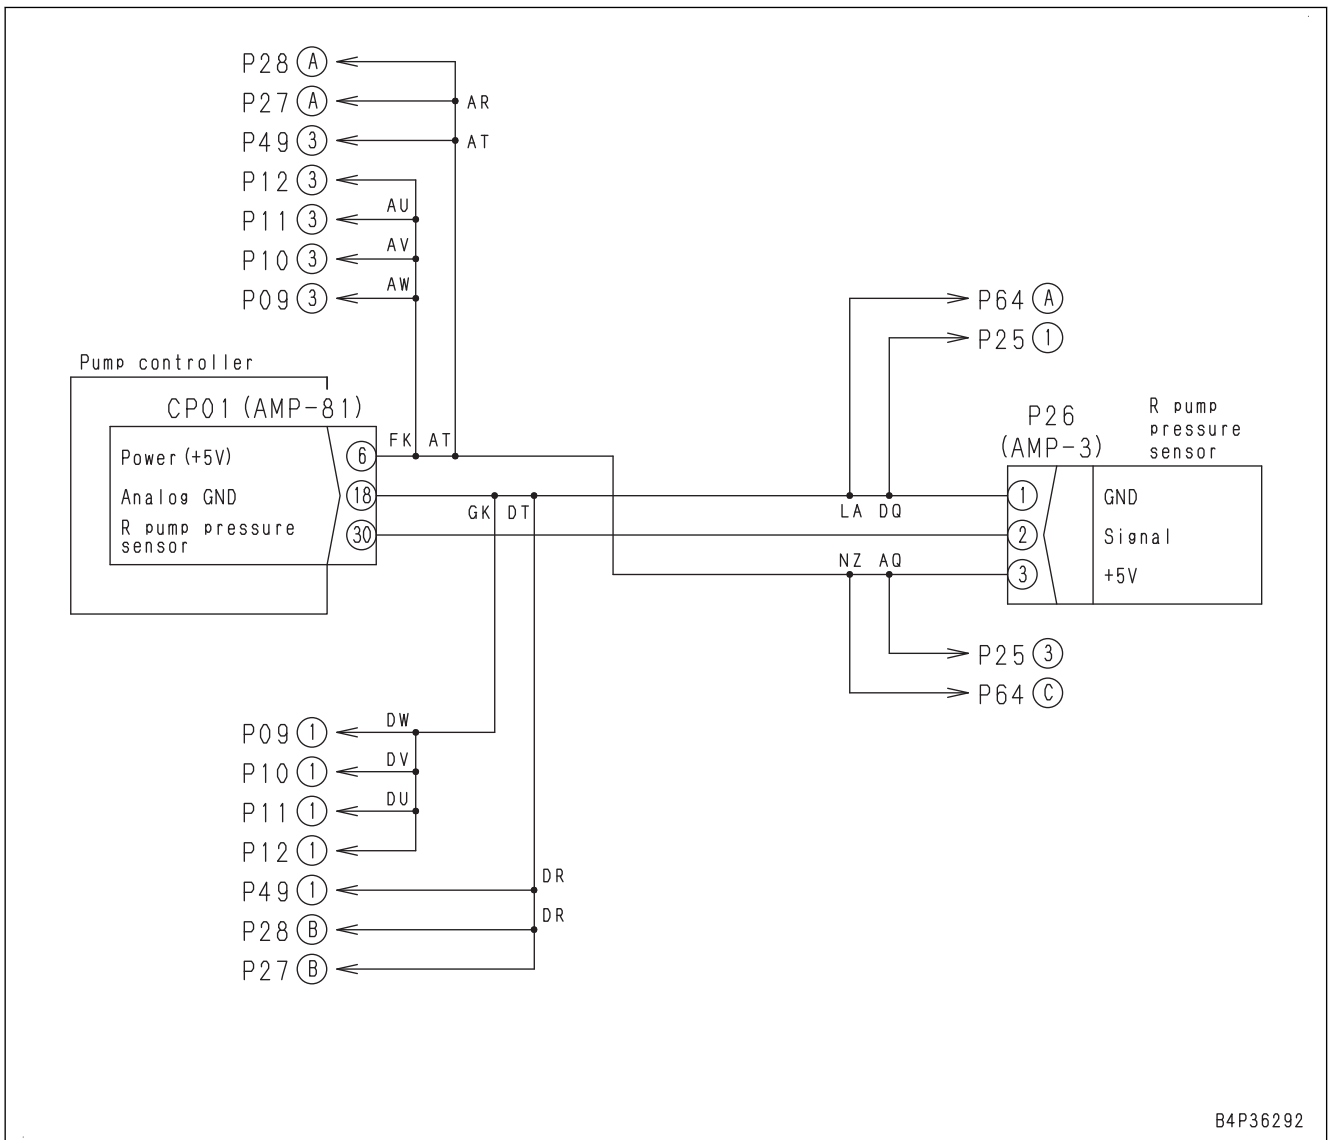 P28 A
P27 A AR
P49 3 AT
P12 3
P11 3 AU
P10 3 AV
P09 3 AW
P64 A
P25 1
Pump controller
CP01 (AMP-81)
Power (+5V) 6 FK AT
Analog GND 18
GK DT
R pump pressure
sensor
30
P26
(AMP-3)
R pump
pressure
sensor
1 GND
LA DQ
2 Signal
NZ AQ
3 +5V
P25 3
P64 C
P09 1 DW
P10 1 DV
P11 1 DU
P12 1
P49 1 DR
P28 B DR
P27 B
B4P36292